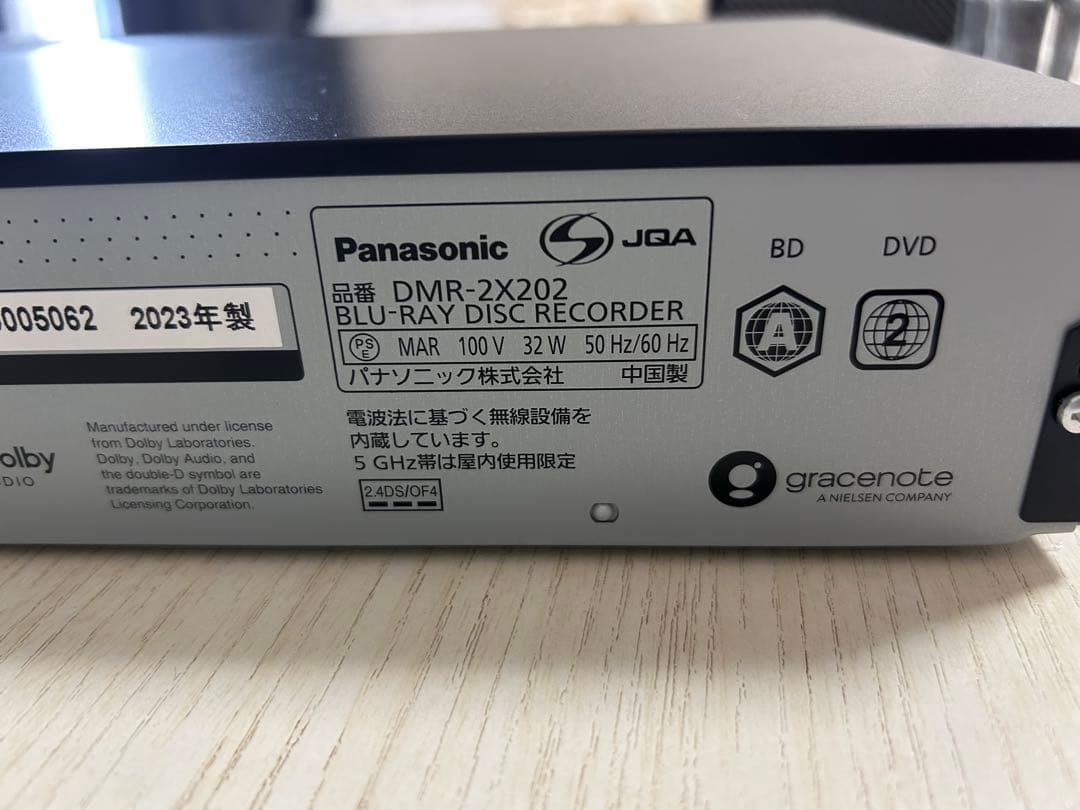 Panasonic JQA
品番 DMR-2X202
BLU-RAY DISC RECORDER
PSE MAR 100 V 32 W 50 Hz/60 Hz
パナソニック株式会社 中国製
BD DVD
A 2
005062 2023年製
電波法に基づく無線設備を
内蔵しています。
5 GHz帯は屋内使用限定
2.4DS/OF4
Manufactured under license
from Dolby Laboratories.
Dolby, Dolby Audio, and
the double-D symbol are
trademarks of Dolby Laboratories
Licensing Corporation.
g gracenote
A NIELSEN COMPANY